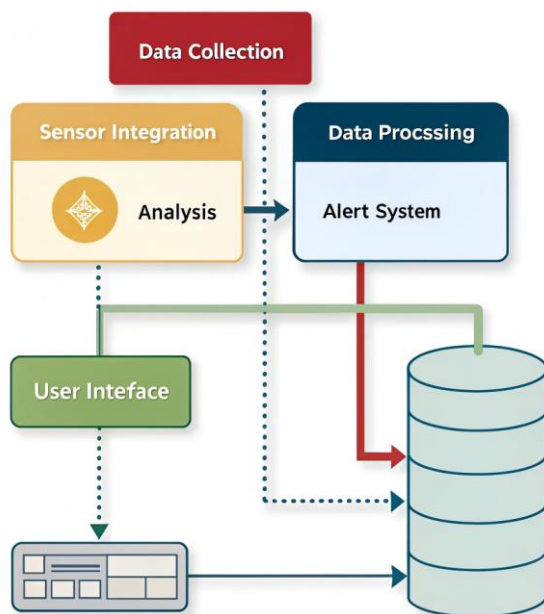 Data Collection
Sensor Integration
Analysis
Data Procssing
Alert System
User Inteface